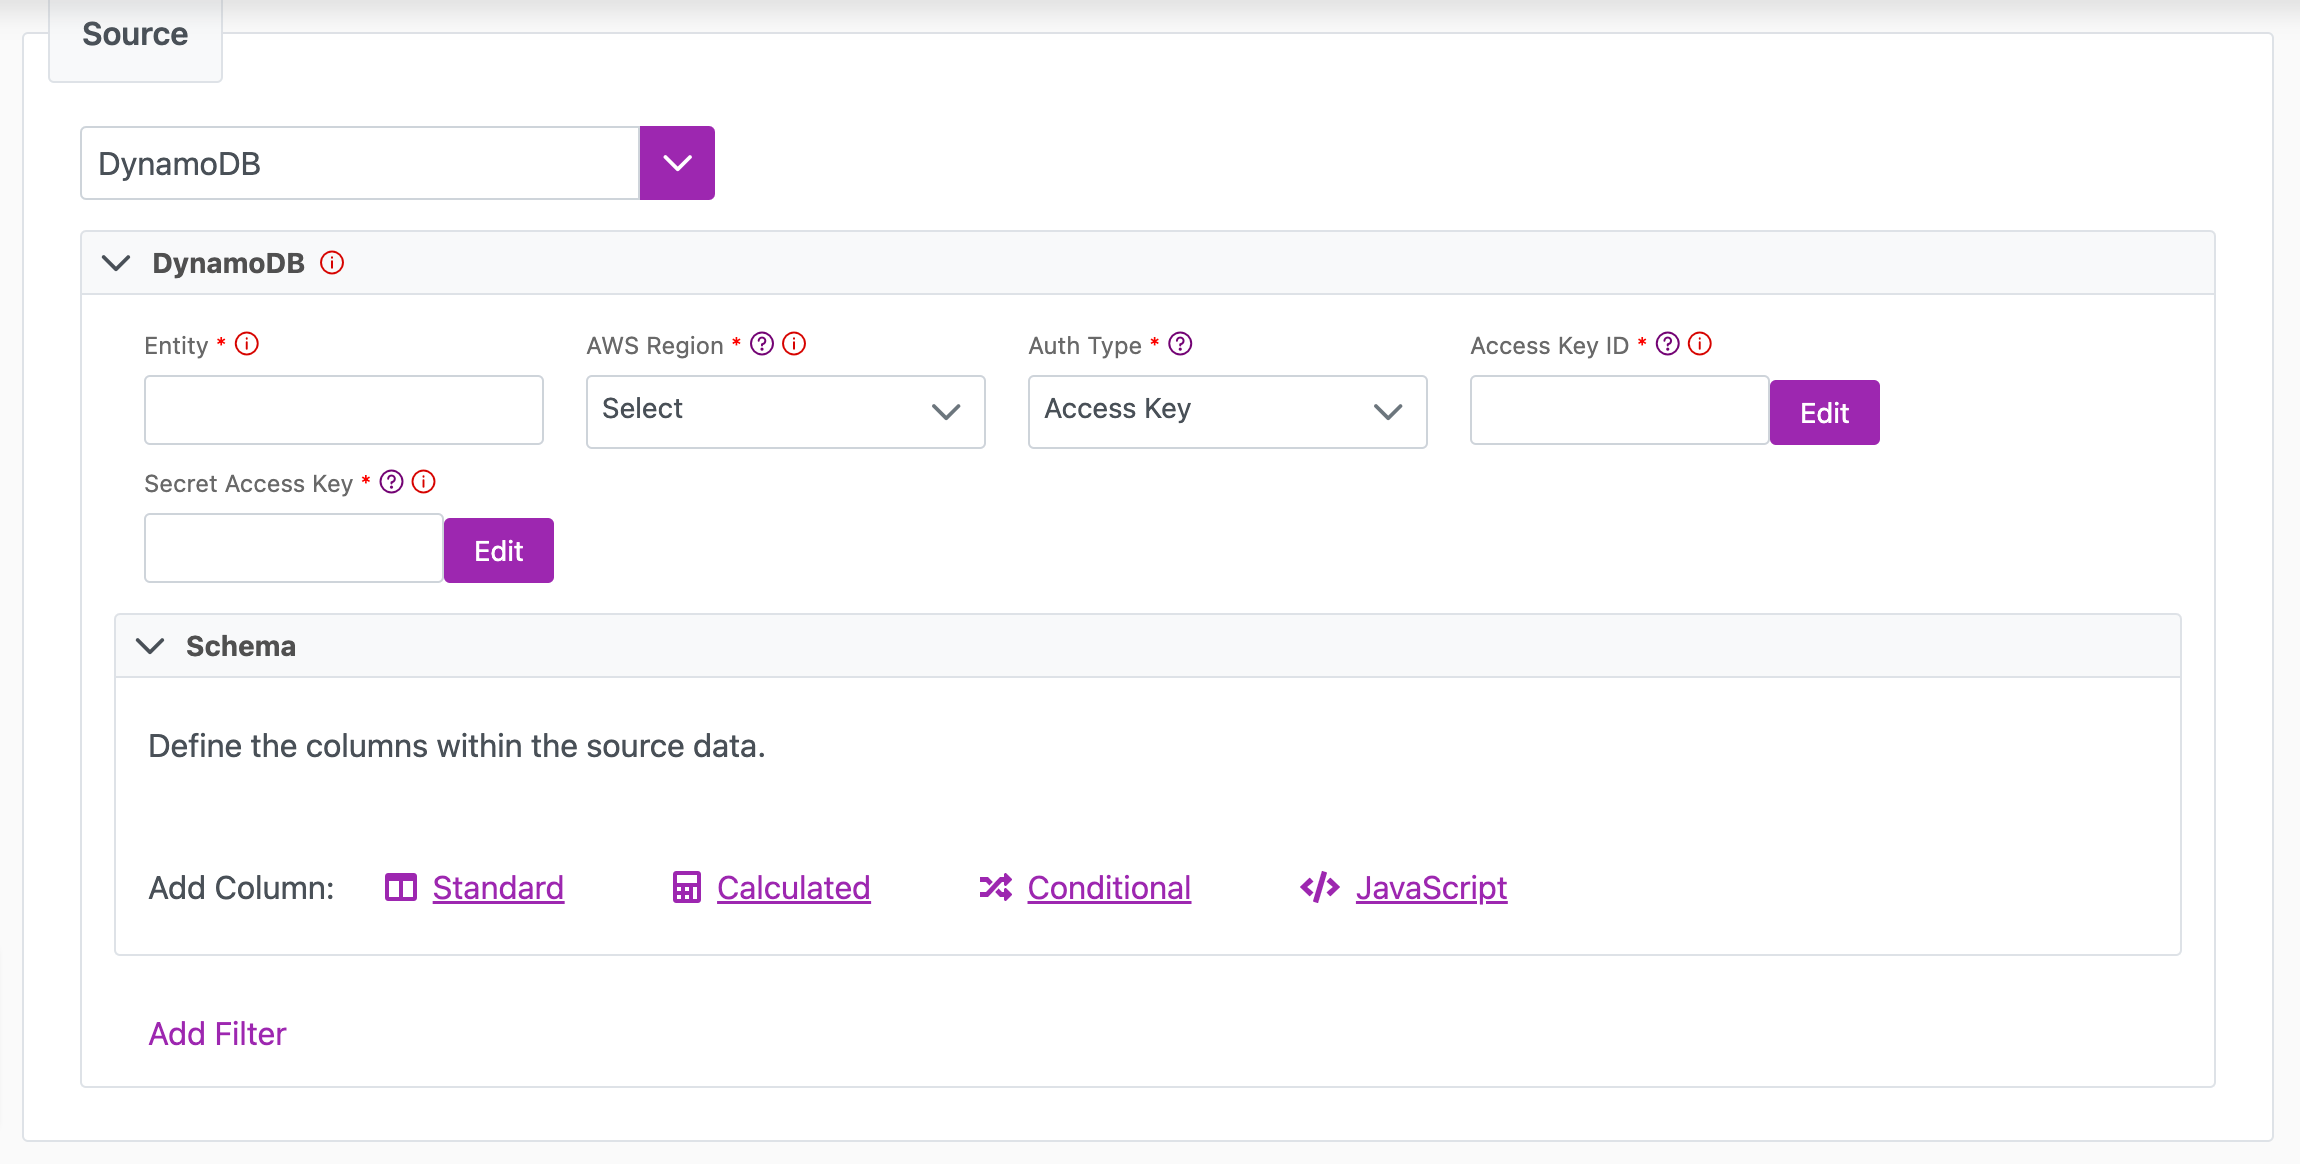 Source
DynamoDB
DynamoDB
Entity * AWS Region * Auth Type * Access Key ID *
Select Access Key Edit
Secret Access Key *
Edit
Schema
Define the columns within the source data.
Add Column: Standard Calculated Conditional JavaScript
Add Filter